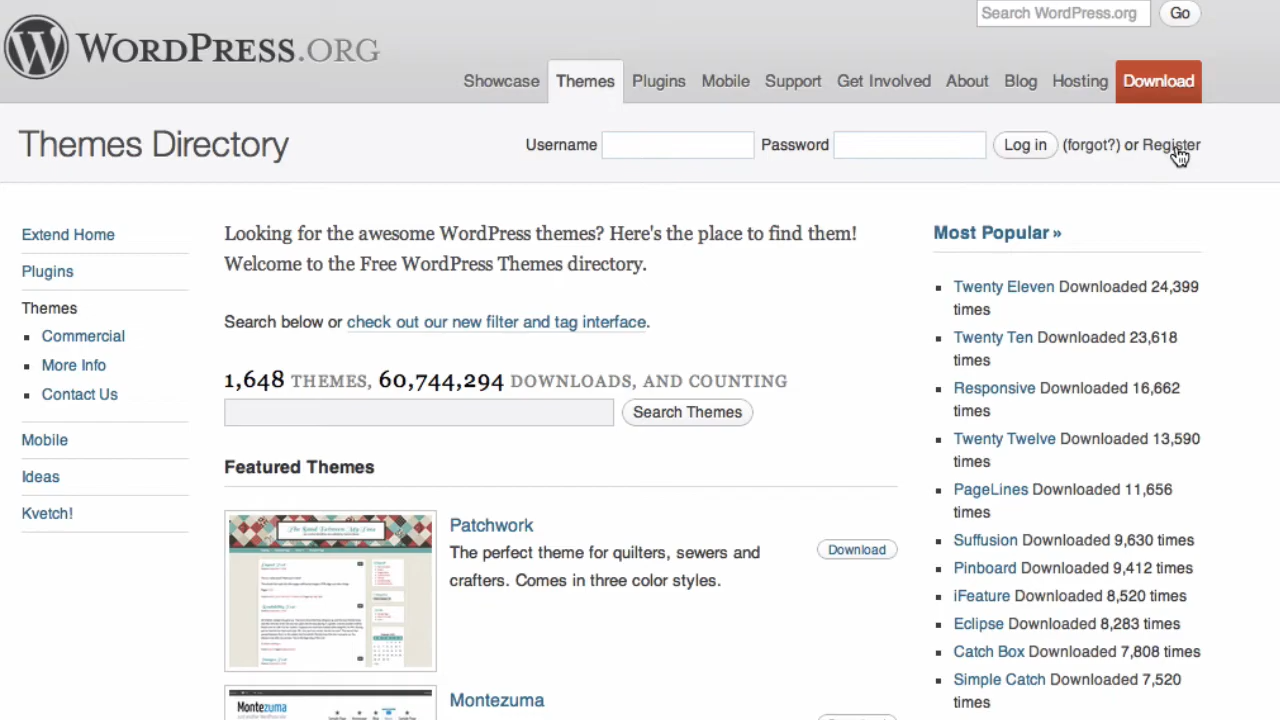 Search WordPress.org Go
WORDPRESS.ORG
Showcase Themes Plugins Mobile Support Get Involved About Blog Hosting Download
Themes Directory
Username Password Log in (forgot?) or Register
Extend Home
Plugins
Themes
Commercial
More Info
Contact Us
Mobile
Ideas
Kvetch!
Looking for the awesome WordPress themes? Here's the place to find them!
Welcome to the Free WordPress Themes directory.
Search below or check out our new filter and tag interface.
1,648 THEMES, 60,744,294 DOWNLOADS, AND COUNTING
Search Themes
Featured Themes
Patchwork
The perfect theme for quilters, sewers and
crafters. Comes in three color styles.
Download
Montezuma
Montezuma
Most Popular »
Twenty Eleven Downloaded 24,399
times
Twenty Ten Downloaded 23,618
times
Responsive Downloaded 16,662
times
Twenty Twelve Downloaded 13,590
times
PageLines Downloaded 11,656
times
Suffusion Downloaded 9,630 times
Pinboard Downloaded 9,412 times
iFeature Downloaded 8,520 times
Eclipse Downloaded 8,283 times
Catch Box Downloaded 7,808 times
Simple Catch Downloaded 7,520
times